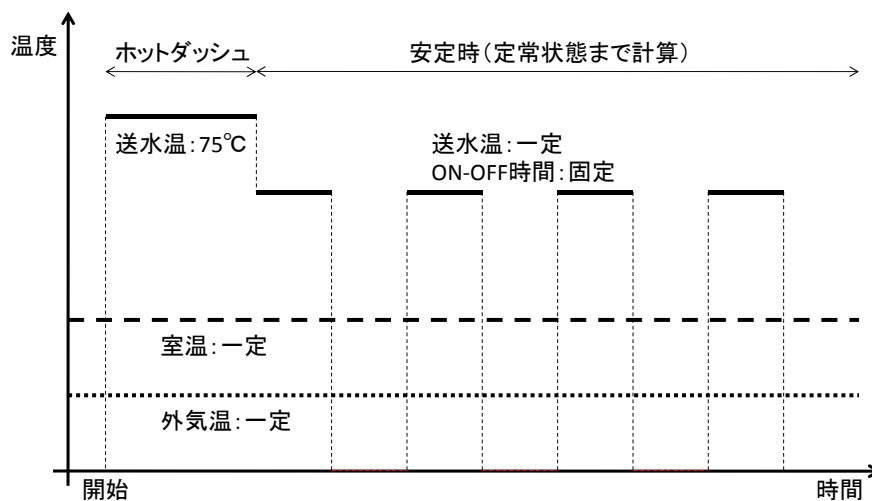 温度
ホットダッシュ
安定時(定常状態まで計算)
送水温:75℃
送水温:一定
ON-OFF時間:固定
室温:一定
外気温:一定
開始
時間